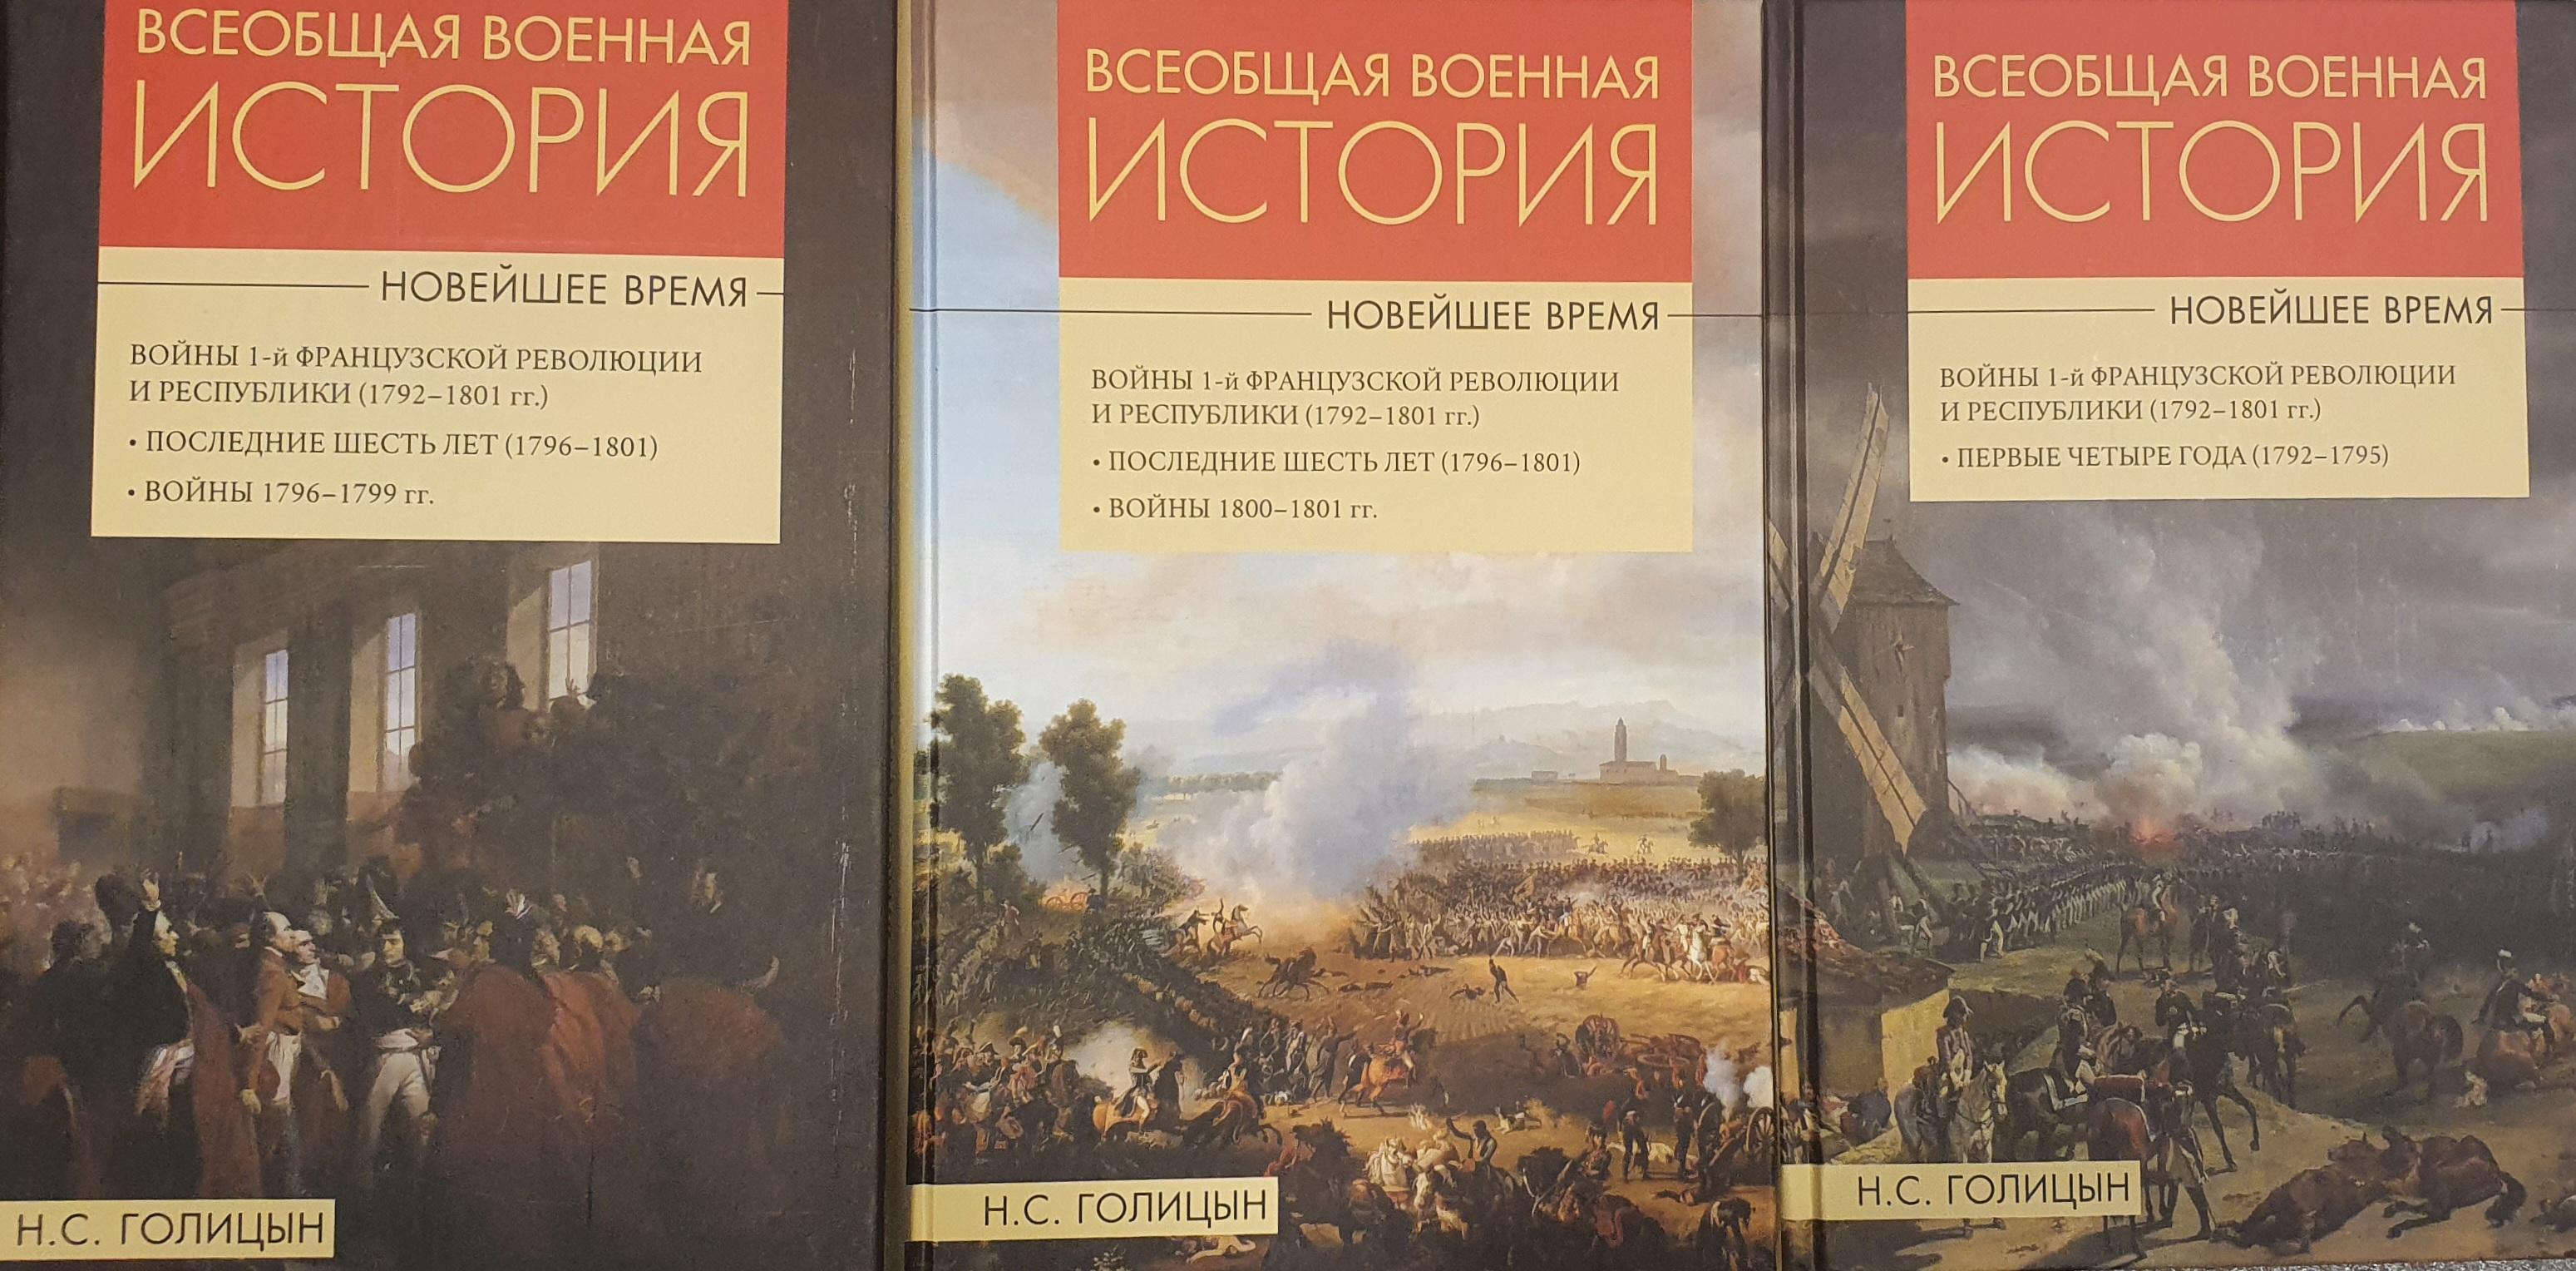 ВСЕОБЩАЯ ВОЕННАЯ
ИСТОРИЯ
НОВЕЙШЕЕ ВРЕМЯ
ВОЙНЫ 1-й ФРАНЦУЗСКОЙ РЕВОЛЮЦИИ
И РЕСПУБЛИКИ (1792–1801 гг.)
• ПОСЛЕДНИЕ ШЕСТЬ ЛЕТ (1796–1801)
• ВОЙНЫ 1796–1799 гг.
Н.С. ГОЛИЦЫН
ВСЕОБЩАЯ ВОЕННАЯ
ИСТОРИЯ
НОВЕЙШЕЕ ВРЕМЯ
ВОЙНЫ 1-й ФРАНЦУЗСКОЙ РЕВОЛЮЦИИ
И РЕСПУБЛИКИ (1792–1801 гг.)
• ПОСЛЕДНИЕ ШЕСТЬ ЛЕТ (1796–1801)
• ВОЙНЫ 1800–1801 гг.
Н.С. ГОЛИЦЫН
ВСЕОБЩАЯ ВОЕННАЯ
ИСТОРИЯ
НОВЕЙШЕЕ ВРЕМЯ
ВОЙНЫ 1-й ФРАНЦУЗСКОЙ РЕВОЛЮЦИИ
И РЕСПУБЛИКИ (1792–1801 гг.)
• ПЕРВЫЕ ЧЕТЫРЕ ГОДА (1792–1795)
Н.С. ГОЛИЦЫН